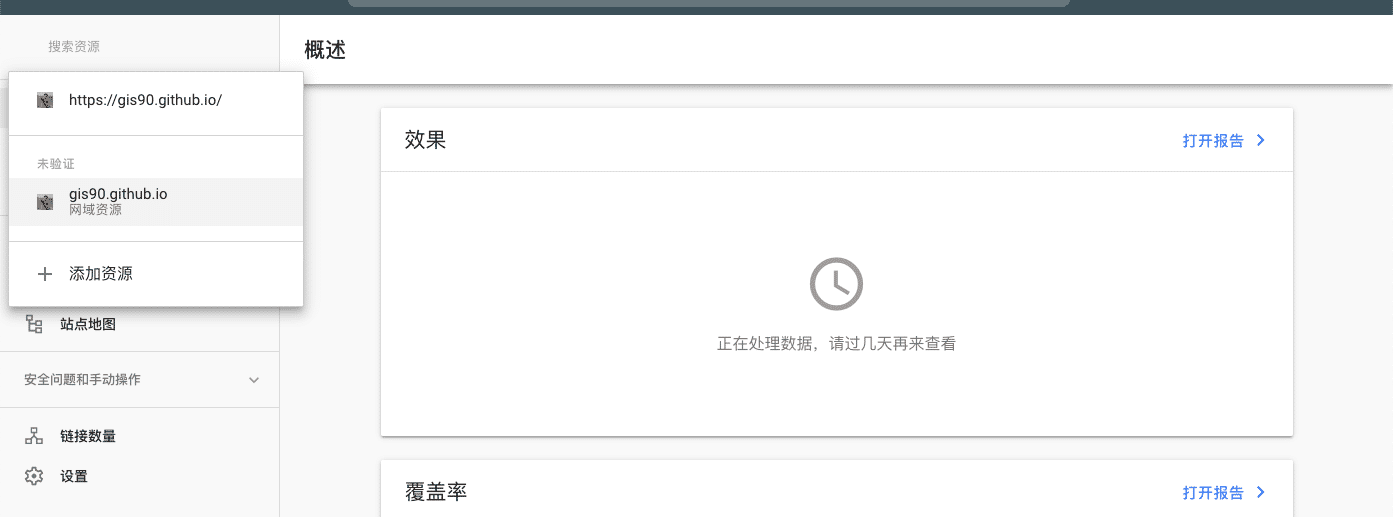 搜索资源
概述
https://gis90.github.io/
未验证
gis90.github.io
网域资源
添加资源
站点地图
安全问题和手动操作
链接数量
设置
效果
打开报告
正在处理数据，请过几天再来查看
覆盖率
打开报告